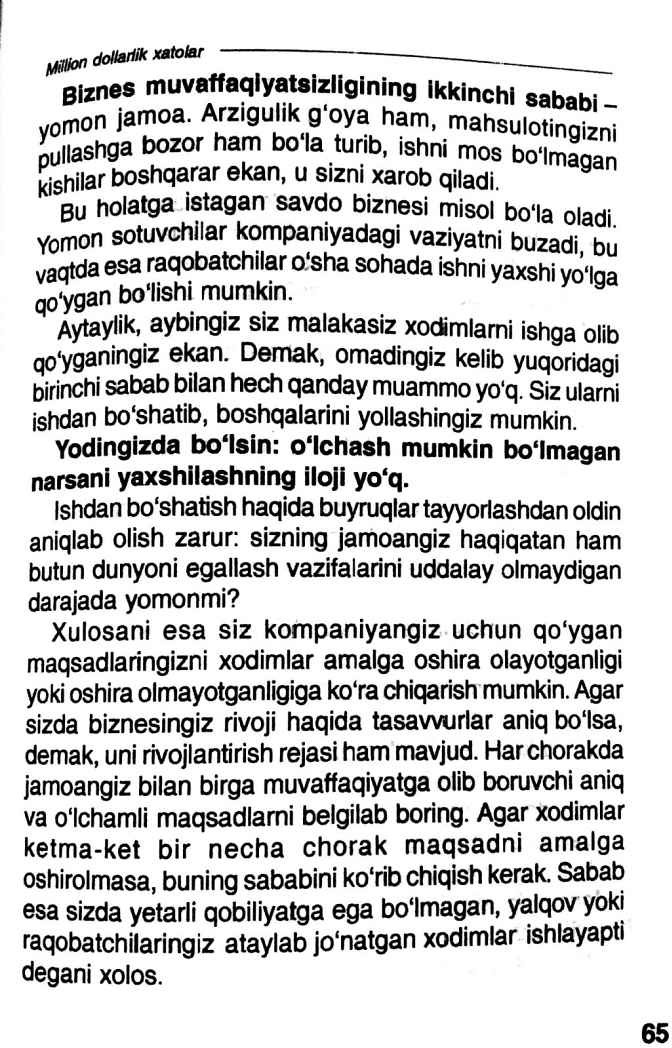 Million dollarlik xatolar
Biznes muvaffaqiyatsizligining ikkinchi sababi –
yomon jamoa. Arzigulik g‘oya ham, mahsulotingizni
pullashga bozor ham bo‘la turib, ishni mos bo‘lmagan
kishilar boshqarar ekan, u sizni xarob qiladi.
Bu holatga istagan savdo biznesi misol bo‘la oladi.
Yomon sotuvchilar kompaniyadagi vaziyatni buzadi, bu
vaqtda esa raqobatchilar o‘sha sohada ishni yaxshi yo‘lga
qo‘ygan bo‘lishi mumkin.
Aytaylik, aybingiz siz malakasiz xodimlarni ishga olib
qo‘yganingiz ekan. Demak, omadingiz kelib yuqoridagi
birinchi sabab bilan hech qanday muammo yo‘q. Siz ularni
ishdan bo‘shatib, boshqalarini yollashingiz mumkin.
Yodingizda bo‘lsin: o‘lchash mumkin bo‘lmagan
narsani yaxshilashning iloji yo‘q.
Ishdan bo‘shatish haqida buyruqlar tayyorlashdan oldin
aniqlab olish zarur: sizning jamoangiz haqiqatan ham
butun dunyoni egallash vazifalarini uddalay olmaydigan
darajada yomonmi?
Xulosani esa siz kompaniyangiz uchun qo‘ygan
maqsadlaringizni xodimlar amalga oshira olayotganligi
yoki oshira olmayotganligiga ko‘ra chiqarish mumkin. Agar
sizda biznesingiz rivoji haqida tasavvurlar aniq bo‘lsa,
demak, uni rivojlantirish rejasi ham mavjud. Har chorakda
jamoangiz bilan birga muvaffaqiyatga olib boruvchi aniq
va o‘lchamli maqsadlarni belgilab boring. Agar xodimlar
ketma-ket bir necha chorak maqsadni amalga
oshirolmasa, buning sababini ko‘rib chiqish kerak. Sabab
esa sizda yetarli qobiliyatga ega bo‘lmagan, yalqov yoki
raqobatchilaringiz ataylab jo‘natgan xodimlar ishlayapti
degani xolos.
65